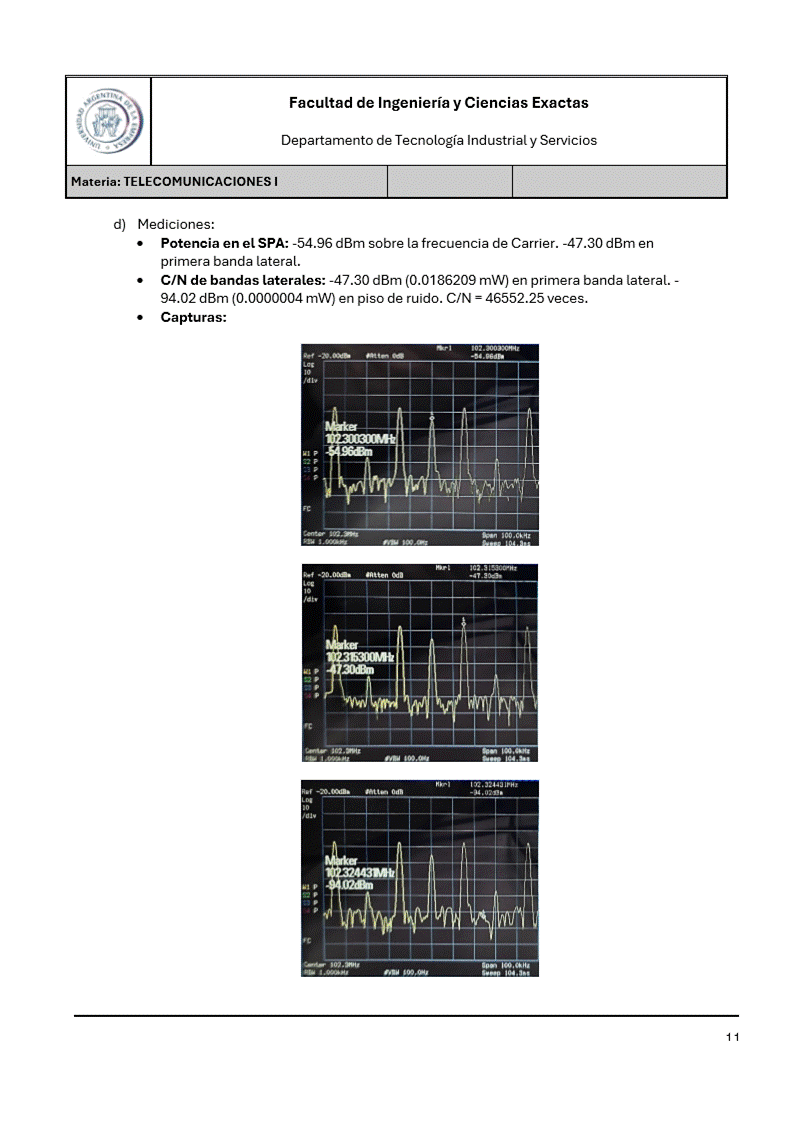 UNIVERSIDAD ARGENTINA DE LA EMPRESA
Facultad de Ingeniería y Ciencias Exactas
Departamento de Tecnología Industrial y Servicios
Materia: TELECOMUNICACIONES I
d) Mediciones:
• Potencia en el SPA: -54.96 dBm sobre la frecuencia de Carrier. -47.30 dBm en
primera banda lateral.
• C/N de bandas laterales: -47.30 dBm (0.0186209 mW) en primera banda lateral. -
94.02 dBm (0.0000004 mW) en piso de ruido. C/N = 46552.25 veces.
• Capturas:
Mkr1 102.300300MHz
Ref -20.00dBm #Atten 0dB -54.96dBm
Log
10
/div
Marker
102.300300MHz
-54.96dBm
W1 P
S2 P
S3 P
P
FC
Center 102.3MHz Span 100.0kHz
RBW 1.000kHz #VBW 100.0Hz Sweep 104.3ms
Mkr1 102.315300MHz
Ref -20.00dBm #Atten 0dB -47.30dBm
Log
10
/div
Marker
102.315300MHz
-47.30dBm
W1 P
S2 P
S3 P
P
FC
Center 102.3MHz Span 100.0kHz
RBW 1.000kHz #VBW 100.0Hz Sweep 104.3ms
Mkr1 102.324431MHz
Ref -20.00dBm #Atten 0dB -94.02dBm
Log
10
/div
Marker
102.324431MHz
-94.02dBm
W1 P
S2 P
S3 P
P
FC
Center 102.3MHz Span 100.0kHz
RBW 1.000kHz #VBW 100.0Hz Sweep 104.3ms
11